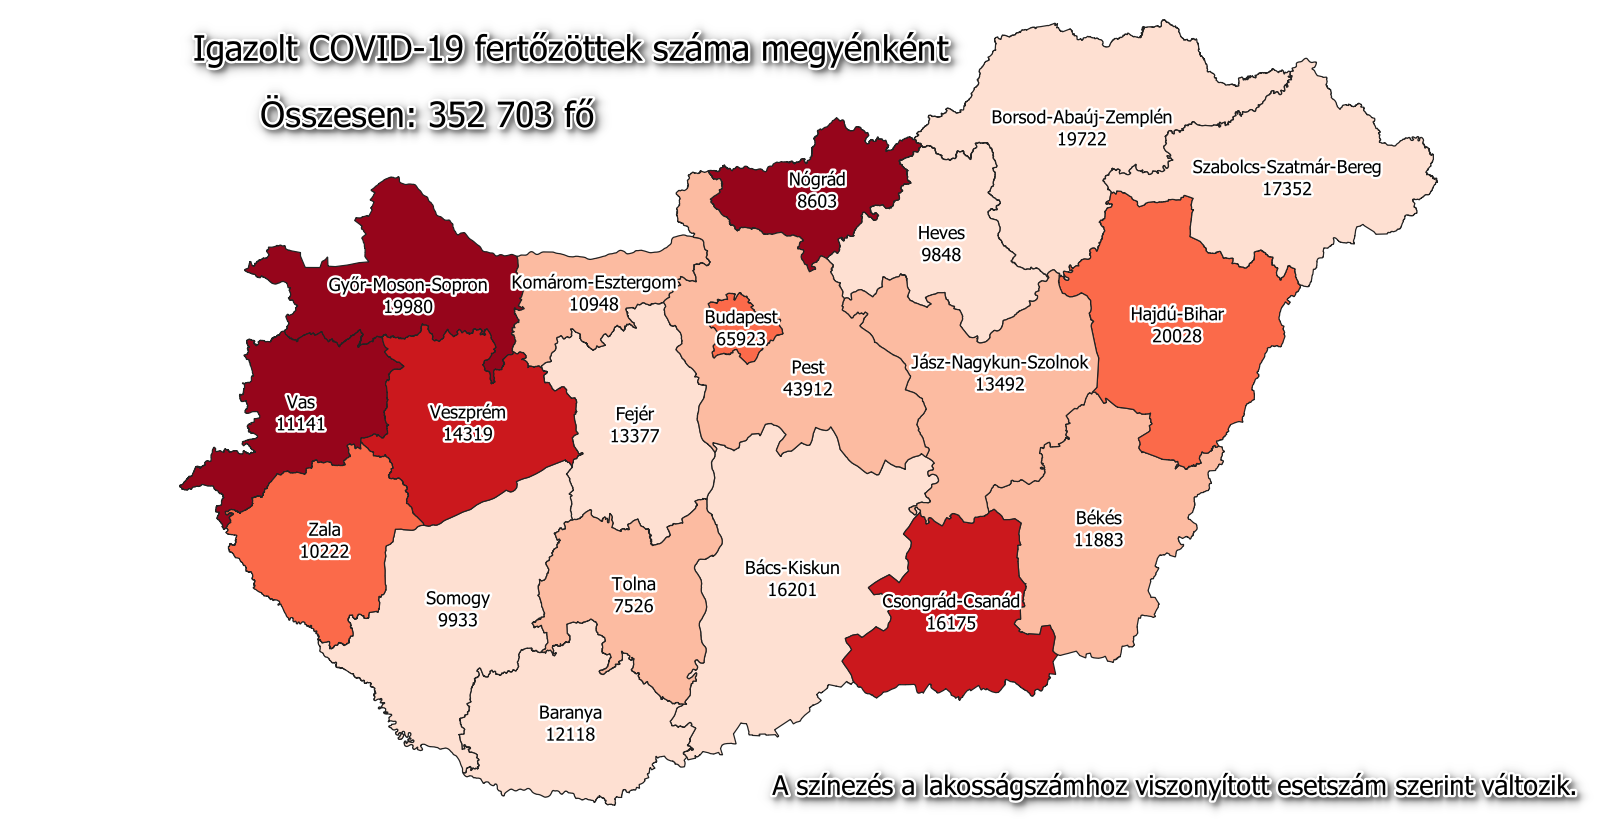 Igazolt COVID-19 fertőzöttek száma megyénként
Összesen: 352 703 fő
Borsod-Abaúj-Zemplén
19722
Szabolcs-Szatmár-Bereg
17352
Nógrád
8603
Heves
9848
Győr-Moson-Sopron
19980
Komárom-Esztergom
10948
Budapest
65923
Hajdú-Bihar
20028
Pest
43912
Jász-Nagykun-Szolnok
13492
Vas
11141
Veszprém
14319
Fejér
13377
Zala
10222
Békés
11883
Somogy
9933
Tolna
7526
Bács-Kiskun
16201
Csongrád-Csanád
16175
Baranya
12118
A színezés a lakosságszámhoz viszonyított esetszám szerint változik.